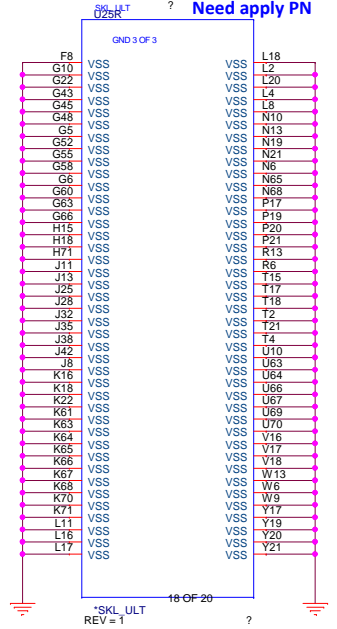 SKL_ULT ? Need apply PN
U25R
GND 3 OF 3
F8 VSS VSS L18
G10 VSS VSS L2
G22 VSS VSS L20
G43 VSS VSS L4
G45 VSS VSS L8
G48 VSS VSS N10
G5 VSS VSS N13
G52 VSS VSS N19
G55 VSS VSS N21
G58 VSS VSS N6
G6 VSS VSS N65
G60 VSS VSS N68
G63 VSS VSS P17
G66 VSS VSS P19
H15 VSS VSS P20
H18 VSS VSS P21
H71 VSS VSS R13
J11 VSS VSS R6
J13 VSS VSS T15
J25 VSS VSS T17
J28 VSS VSS T18
J32 VSS VSS T2
J35 VSS VSS T21
J38 VSS VSS T4
J42 VSS VSS U10
J8 VSS VSS U63
K16 VSS VSS U64
K18 VSS VSS U66
K22 VSS VSS U67
K61 VSS VSS U69
K63 VSS VSS U70
K64 VSS VSS V16
K65 VSS VSS V17
K66 VSS VSS V18
K67 VSS VSS W13
K68 VSS VSS W6
K70 VSS VSS W9
K71 VSS VSS Y17
L11 VSS VSS Y19
L16 VSS VSS Y20
L17 VSS VSS Y21
18 OF 20
*SKL_ULT
REV = 1 ?